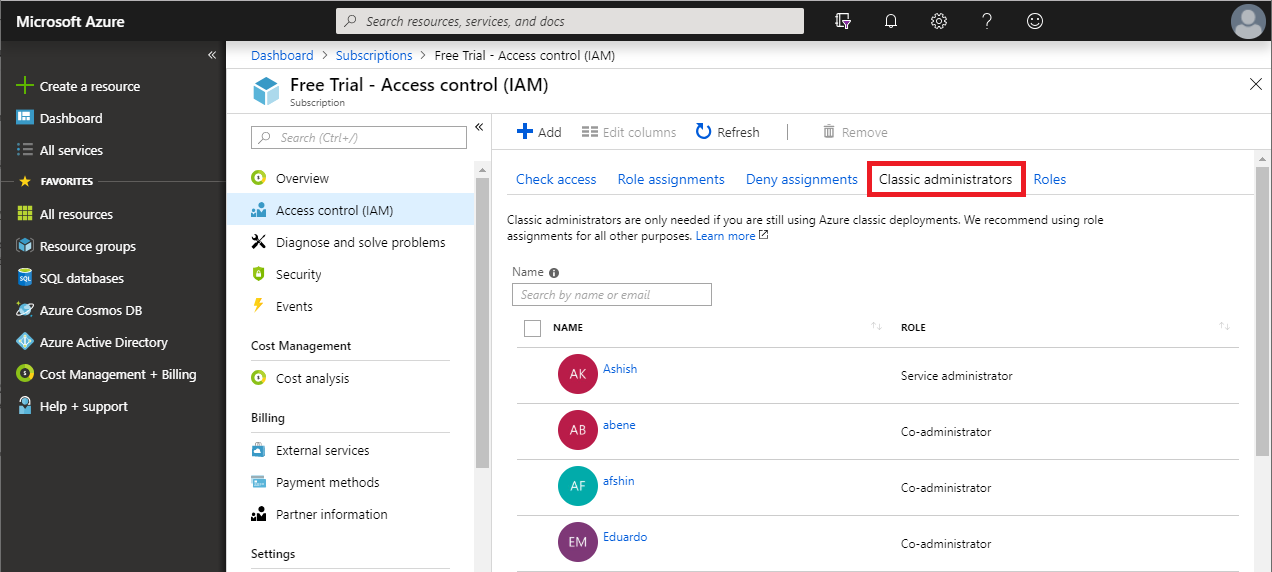 Microsoft Azure
Search resources, services, and docs
Create a resource
Dashboard
All services
FAVORITES
All resources
Resource groups
SQL databases
Azure Cosmos DB
Azure Active Directory
Cost Management + Billing
Help + support
Dashboard > Subscriptions > Free Trial - Access control (IAM)
Free Trial - Access control (IAM)
Subscription
Search (Ctrl+/)
Overview
Access control (IAM)
Diagnose and solve problems
Security
Events
Cost Management
Cost analysis
Billing
External services
Payment methods
Partner information
Settings
Add Edit columns Refresh Remove
Check access Role assignments Deny assignments Classic administrators Roles
Classic administrators are only needed if you are still using Azure classic deployments. We recommend using role
assignments for all other purposes. Learn more
Name
Search by name or email
NAME ROLE
AK Ashish Service administrator
AB abene Co-administrator
AF afshin Co-administrator
EM Eduardo Co-administrator